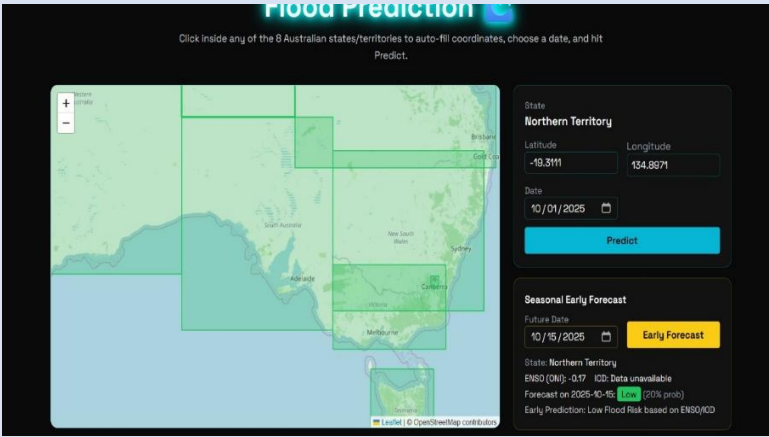 Flood Prediction
Click inside any of the 8 Australian states/territories to auto-fill coordinates, choose a date, and hit
Predict.
+
−
Western
Australia
Brisbane
Gold Coa
South Australia
New South
Wales
Sydney
Adelaide
Canberra
Victoria
Melbourne
Tasmania
Leaflet | © OpenStreetMap contributors
State
Northern Territory
Latitude
Longitude
-19.3111
134.8971
Date
10/01/2025
Predict
Seasonal Early Forecast
Future Date
10/15/2025
Early Forecast
State: Northern Territory
ENSO (ONI): -0.17 IOD: Data unavailable
Forecast on 2025-10-15: Low (20% prob)
Early Prediction: Low Flood Risk based on ENSO/IOD